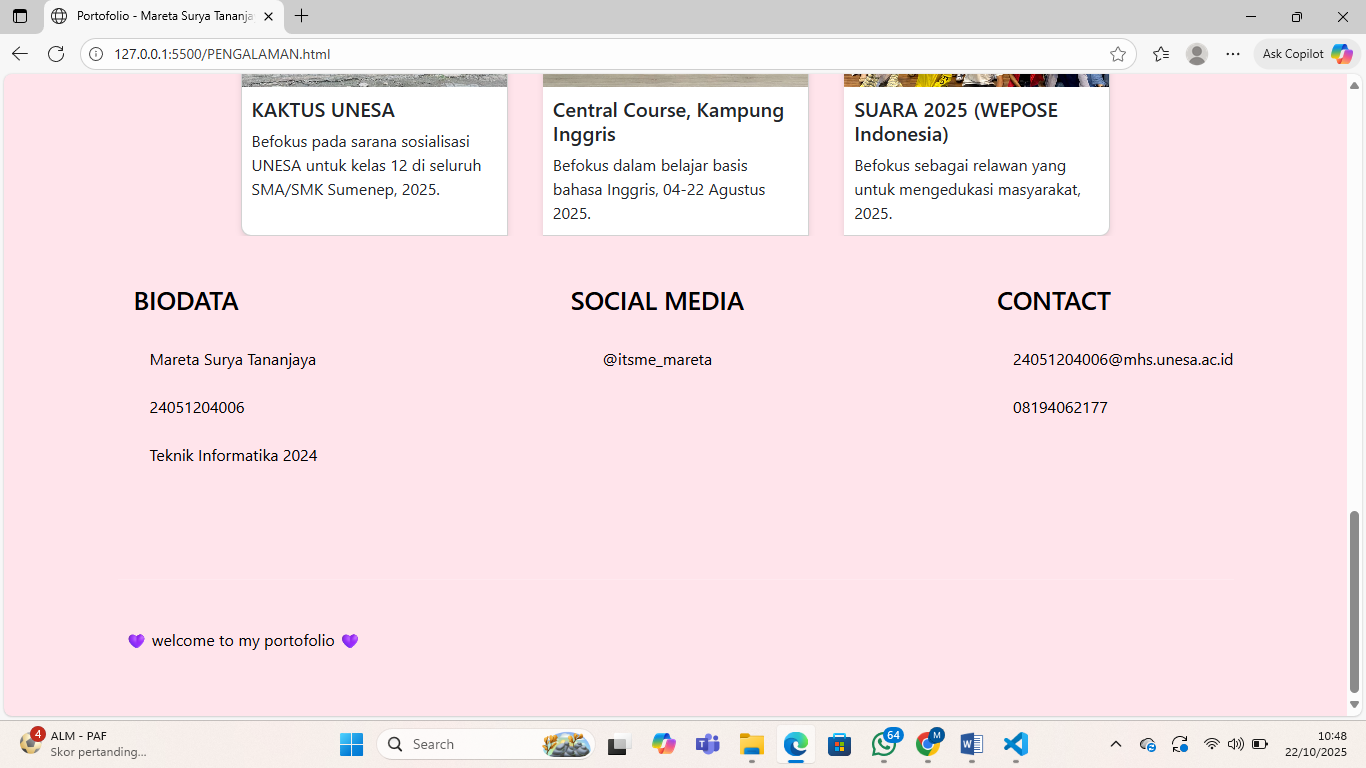 Portofolio - Mareta Surya Tananja
127.0.0.1:5500/PENGALAMAN.html
Ask Copilot
KAKTUS UNESA
Befokus pada sarana sosialisasi
UNESA untuk kelas 12 di seluruh
SMA/SMK Sumenep, 2025.
Central Course, Kampung
Inggris
Befokus dalam belajar basis
bahasa Inggris, 04-22 Agustus
2025.
SUARA 2025 (WEPOSE
Indonesia)
Befokus sebagai relawan yang
untuk mengedukasi masyarakat,
2025.
BIODATA
Mareta Surya Tananjaya
24051204006
Teknik Informatika 2024
SOCIAL MEDIA
@itsme_mareta
CONTACT
24051204006@mhs.unesa.ac.id
08194062177
💜 welcome to my portofolio 💜
4
ALM - PAF
Skor pertanding...
Search
64
M
10:48
22/10/2025